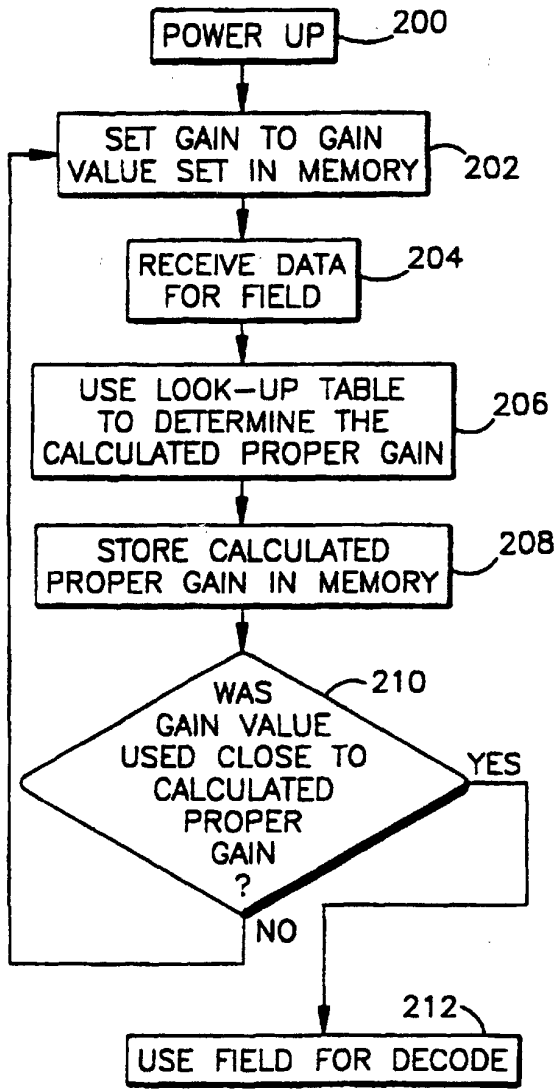 POWER UP
200
SET GAIN TO GAIN
VALUE SET IN MEMORY
202
RECEIVE DATA
FOR FIELD
204
USE LOOK-UP TABLE
TO DETERMINE THE
CALCULATED PROPER GAIN
206
STORE CALCULATED
PROPER GAIN IN MEMORY
208
WAS
GAIN VALUE
USED CLOSE TO
CALCULATED
PROPER
GAIN
?
210
YES
NO
212
USE FIELD FOR DECODE